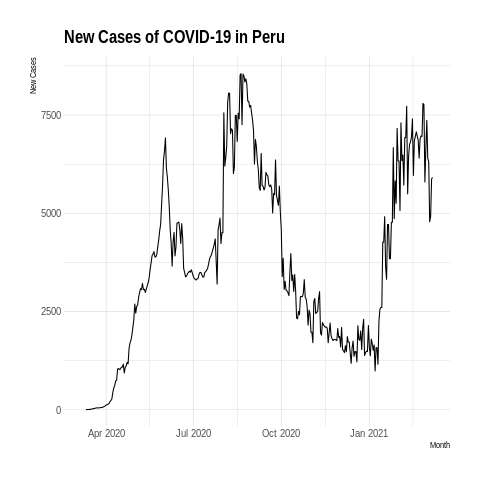 New Cases of COVID-19 in Peru
New Cases
7500
5000
2500
0
Apr 2020 Jul 2020 Oct 2020 Jan 2021
Month